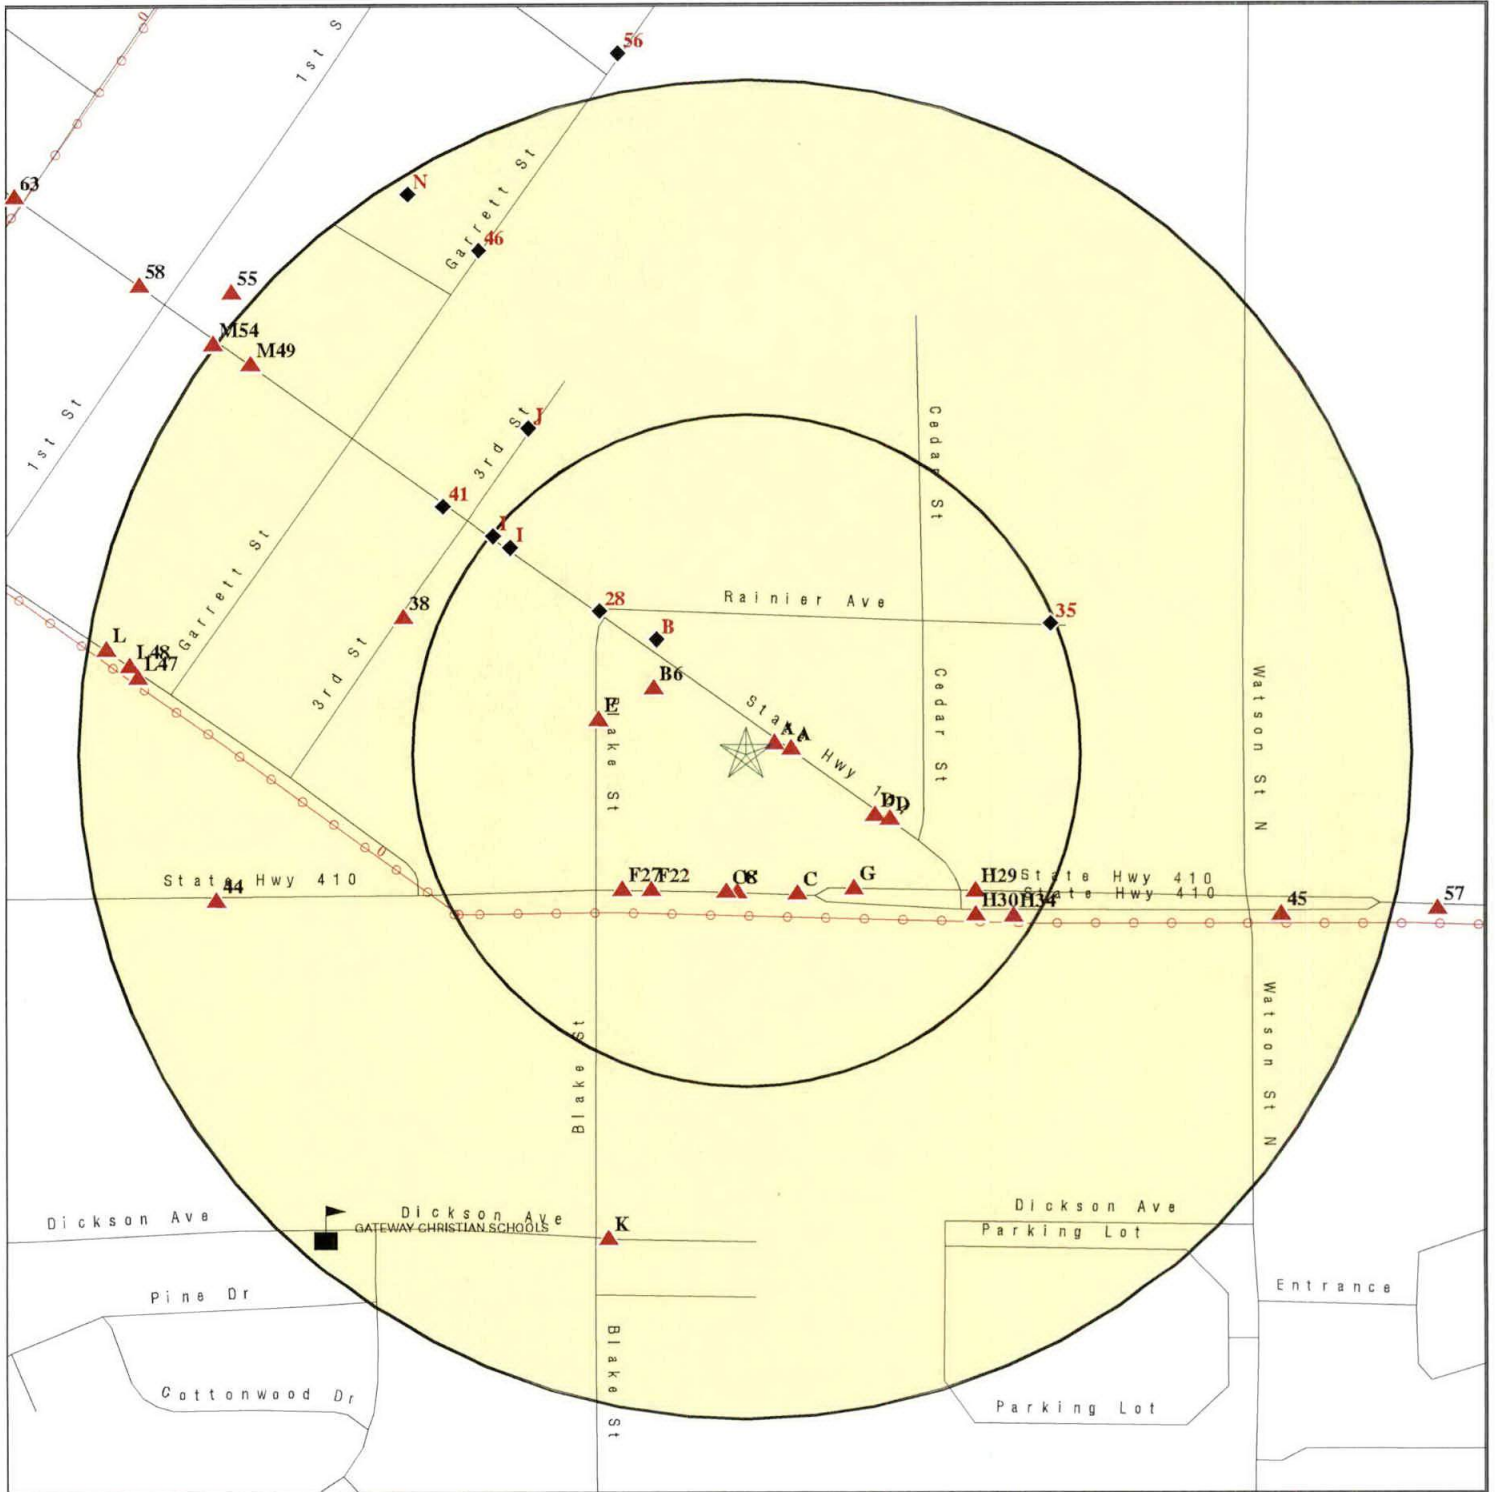 56
1st S
N
63
Garrett St
46
58
55
M54
M49
1st St
3rd St
J
Cedar St
41
I
I
Garrett St
28
Rainier Ave
35
38
B
L
L48
L47
3rd St
B6
E
Blake St
State Hwy
A
A
Cedar St
Watson St N
D
D
0
0
State Hwy 410
44
F27
F22
C
G
H29
State Hwy 410
State Hwy 410
H30
H34
45
57
Watson St N
Blake St
Dickson Ave
Dickson Ave
GATEWAY CHRISTIAN SCHOOLS
K
Dickson Ave
Parking Lot
Entrance
Pine Dr
Blake St
Cottonwood Dr
Parking Lot